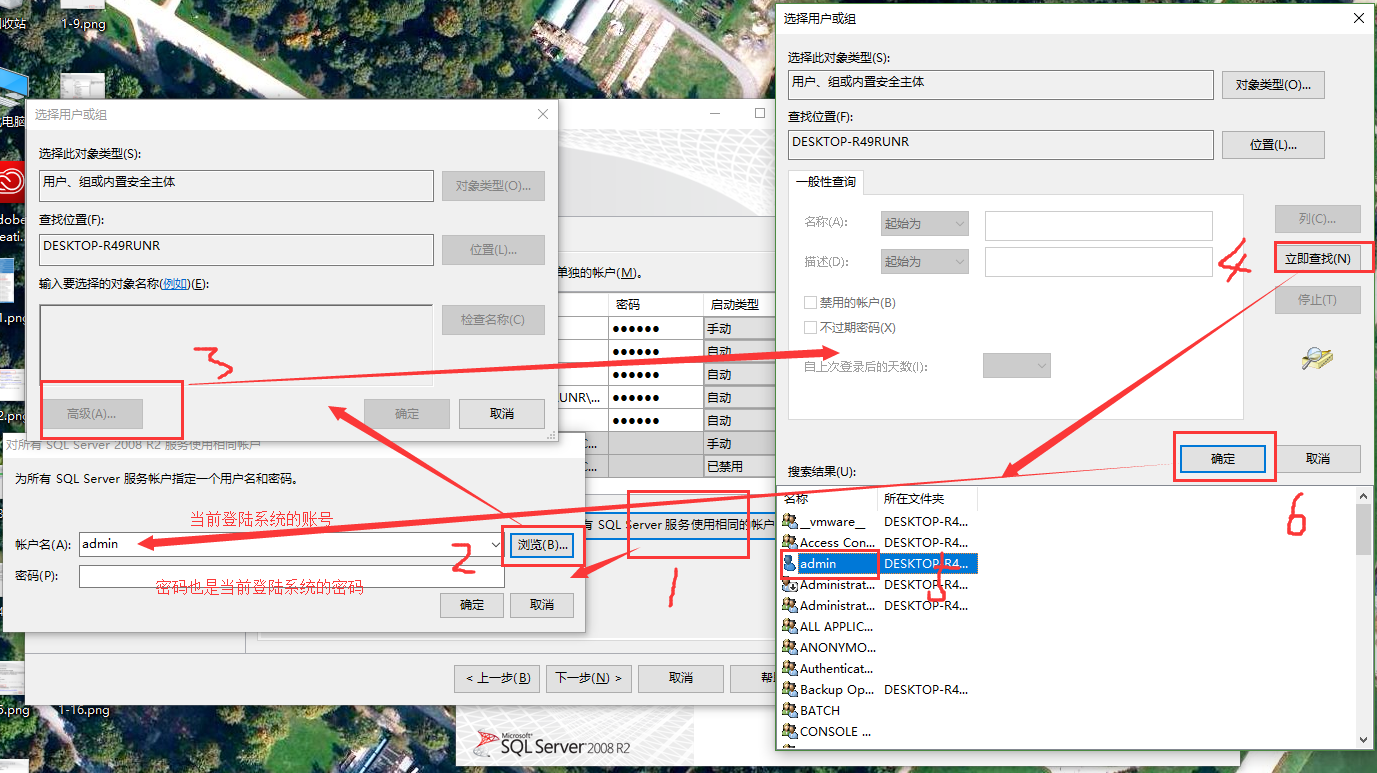 收站
1-9.png
电脑
dobe
eati...
1.png
2.png
5.png
1-16.png
选择用户或组
选择此对象类型(S):
用户、组或内置安全主体
对象类型(O)...
查找位置(F):
DESKTOP-R49RUNR
位置(L)...
输入要选择的对象名称(例如)(E):
检查名称(C)
3
高级(A)...
确定
取消
单独的帐户(M)。
密码
启动类型
●●●●●●
手动
●●●●●●
自动
●●●●●●
自动
UNR\...
●●●●●●
自动
●●●●●●
自动
C...
手动
C...
已禁用
有 SQL Server 服务使用相同的帐户
1
对所有 SQL Server 2008 R2 服务使用相同帐户
为所有 SQL Server 服务帐户指定一个用户名和密码。
当前登陆系统的账号
帐户名(A):
admin
浏览(B)...
2
密码(P):
密码也是当前登陆系统的密码
确定
取消
< 上一步(B)
下一步(N) >
取消
帮
Microsoft
SQL Server 2008 R2
选择用户或组
选择此对象类型(S):
用户、组或内置安全主体
对象类型(O)...
查找位置(F):
DESKTOP-R49RUNR
位置(L)...
一般性查询
名称(A):
起始为
描述(D):
起始为
禁用的帐户(B)
不过期密码(X)
自上次登录后的天数(I):
列(C)...
4
立即查找(N)
停止(T)
确定
取消
6
搜索结果(U):
名称
所在文件夹
__vmware__
DESKTOP-R4...
Access Con...
DESKTOP-R4...
admin
DESKTOP-R4...
5
Administrat...
DESKTOP-R4...
Administrat...
DESKTOP-R4...
ALL APPLIC...
ANONYMO...
Authenticat...
Backup Op...
DESKTOP-R4...
BATCH
CONSOLE ...